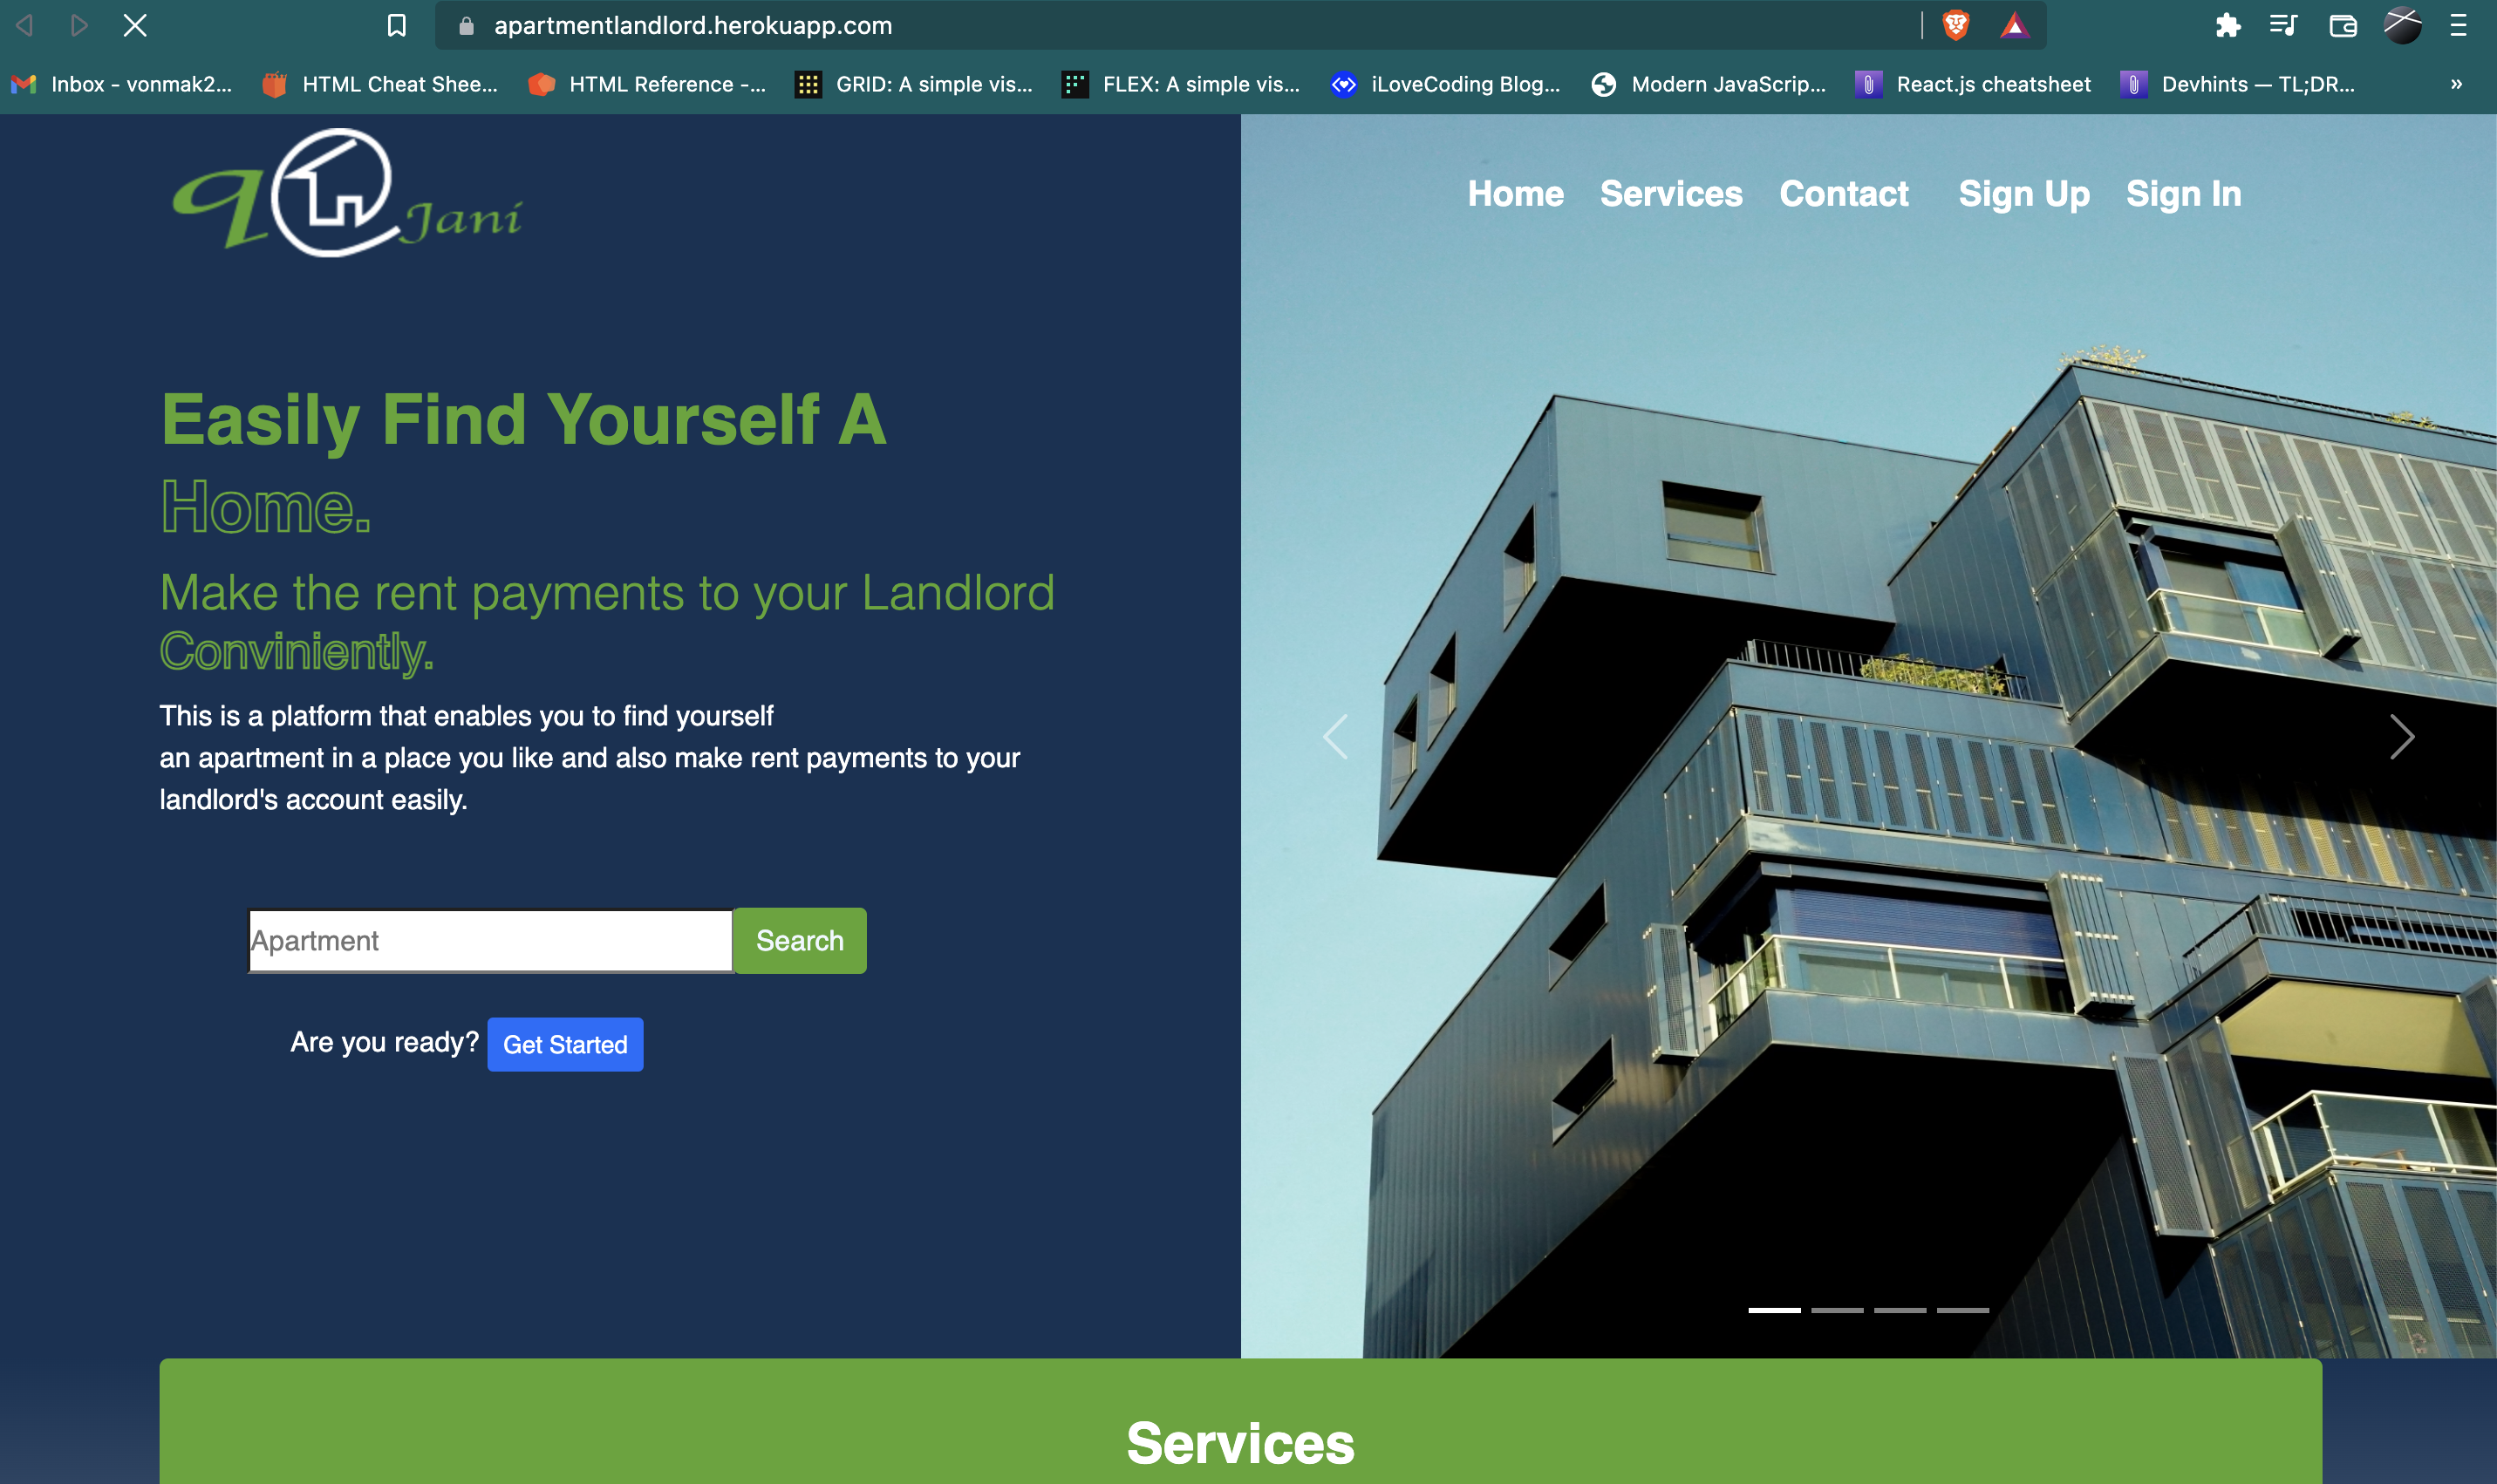 apartmentlandlord.herokuapp.com
Inbox - vonmak2... HTML Cheat Shee... HTML Reference -... GRID: A simple vis... FLEX: A simple vis... iLoveCoding Blog... Modern JavaScrip... React.js cheatsheet Devhints — TL;DR... »
q Jani
Home Services Contact Sign Up Sign In
Easily Find Yourself A
Home.
Make the rent payments to your Landlord
Conviniently.
This is a platform that enables you to find yourself
an apartment in a place you like and also make rent payments to your
landlord's account easily.
Apartment Search
Are you ready? Get Started
Services